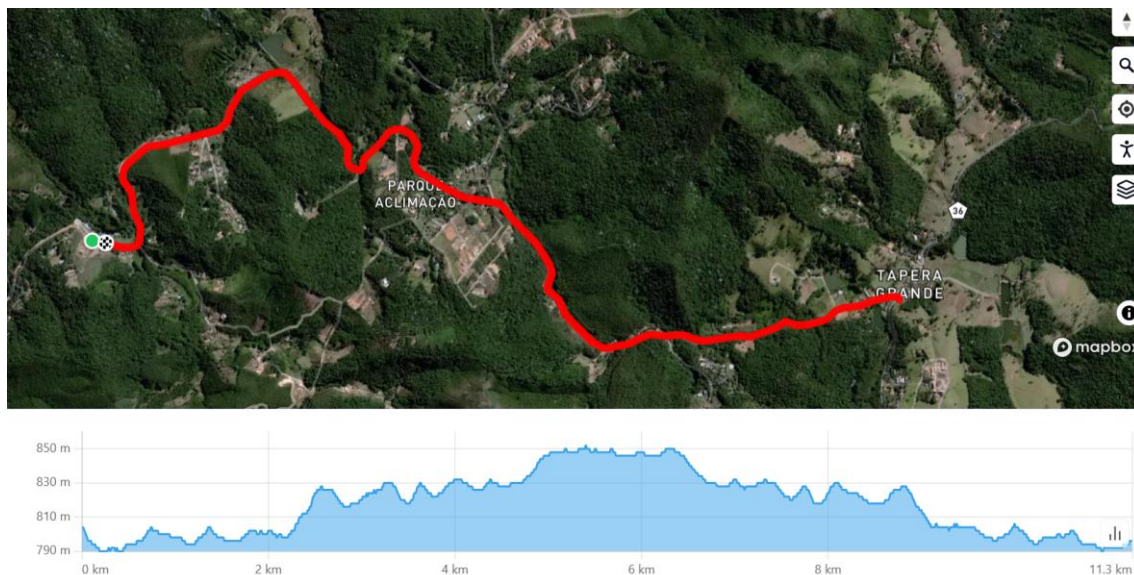 PARQUE
ACLIMAÇÃO
36
TAPERA
GRANDE
mapbox
850 m
830 m
810 m
790 m
0 km
2 km
4 km
6 km
8 km
11.3 km